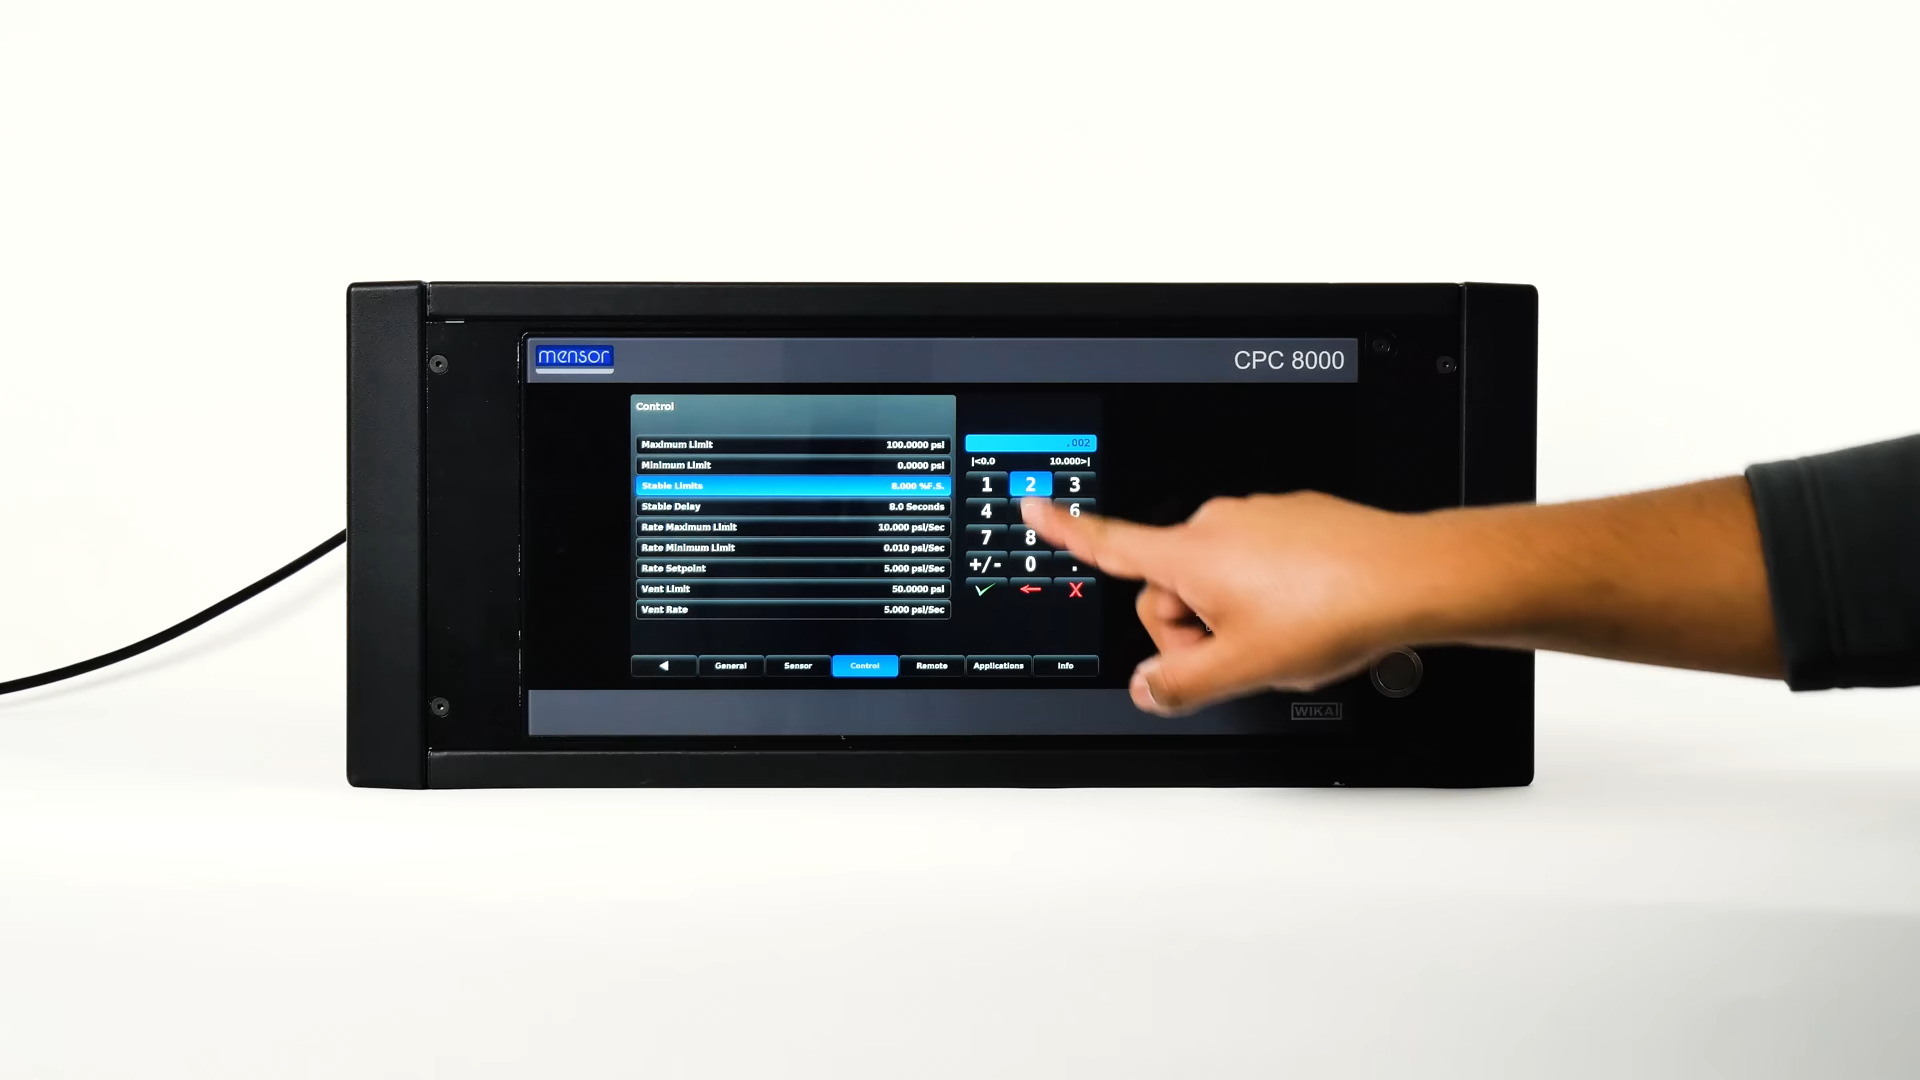 mensor
CPC 8000
Control
Maximum Limit 100.0000 psi
Minimum Limit 0.0000 psi
Stable Limits 8.000 %F.S.
Stable Delay 8.0 Seconds
Rate Maximum Limit 10.000 psi/Sec
Rate Minimum Limit 0.010 psi/Sec
Rate Setpoint 5.000 psi/Sec
Vent Limit 50.0000 psi
Vent Rate 5.000 psi/Sec
.002
|<0.0 10.000>|
1 2 3
4 6
7 8
+/- 0 .
X
General Sensor Control Remote Applications Info
WIKAI